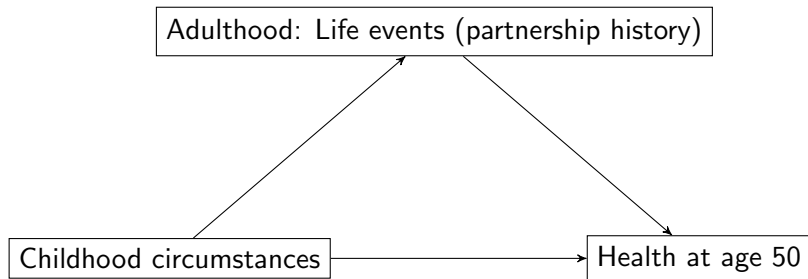 Adulthood: Life events (partnership history)
Childhood circumstances
Health at age 50